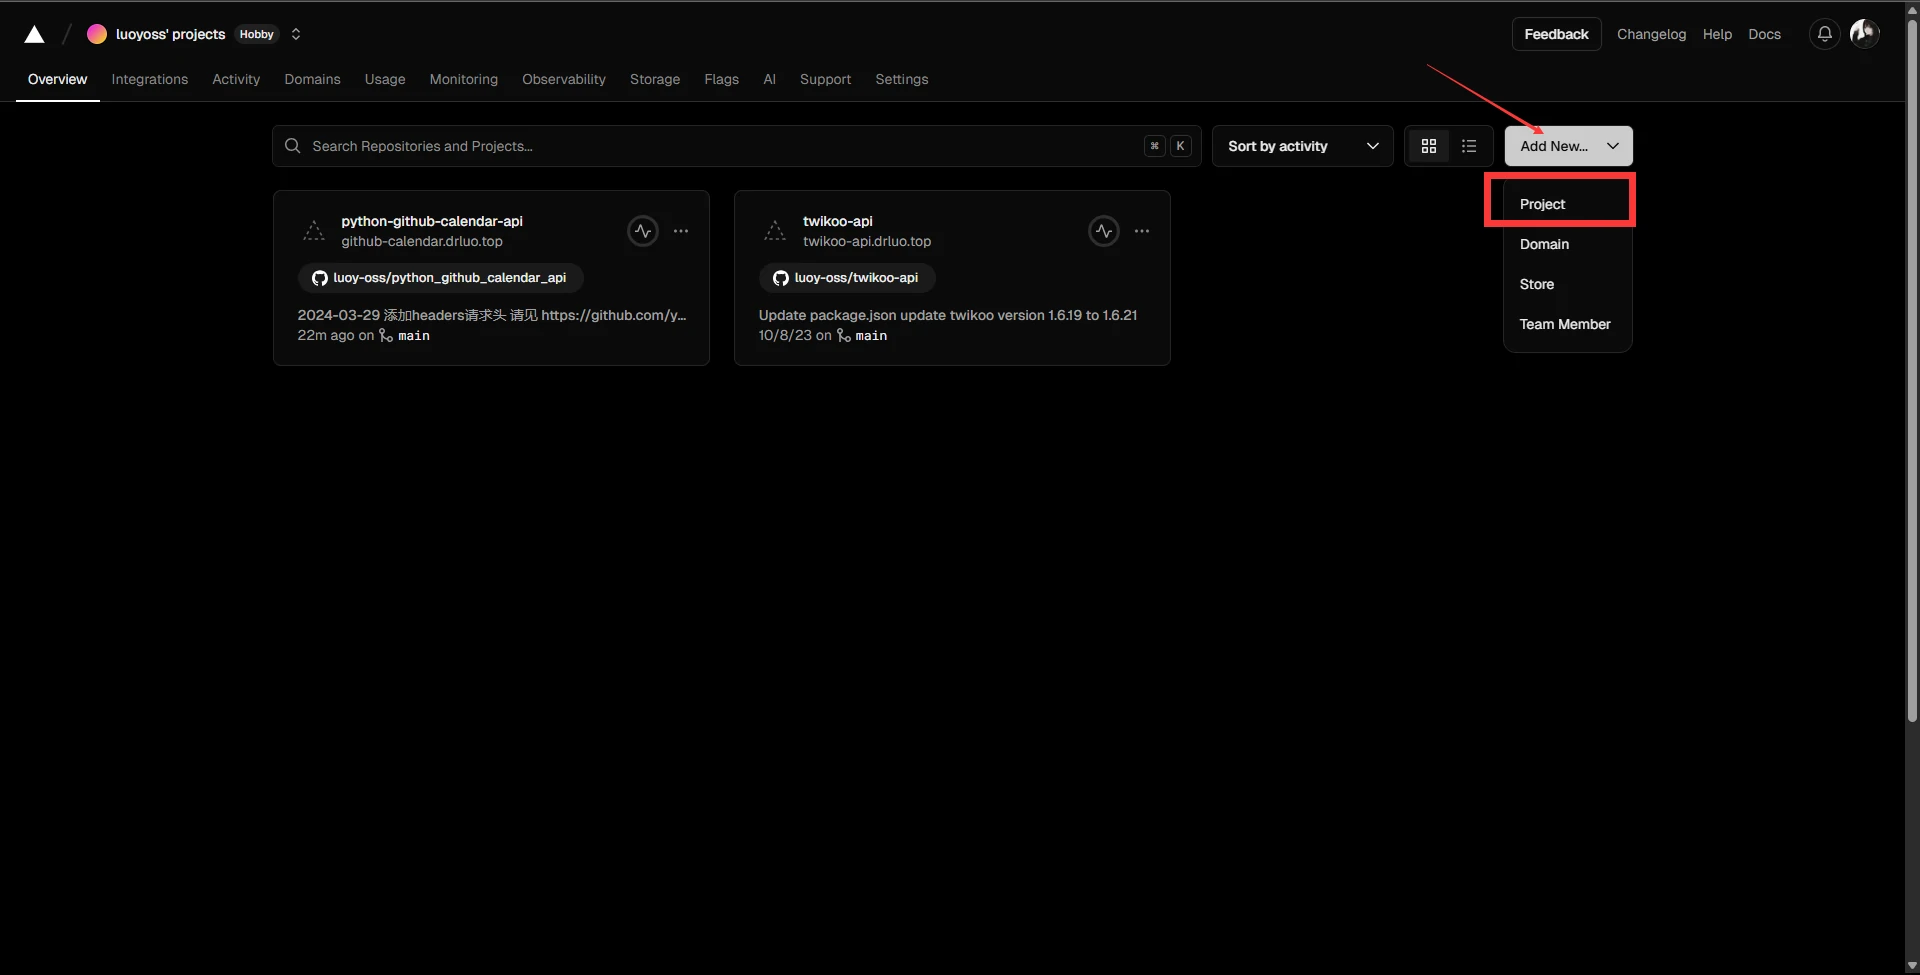 luoyoss' projects Hobby
Feedback Changelog Help Docs
Overview Integrations Activity Domains Usage Monitoring Observability Storage Flags AI Support Settings
Search Repositories and Projects... ⌘ K
Sort by activity
Add New...
Project
Domain
Store
Team Member
python-github-calendar-api
github-calendar.drluo.top
luoy-oss/python_github_calendar_api
2024-03-29 添加headers请求头 请见 https://github.com/y...
22m ago on main
twikoo-api
twikoo-api.drluo.top
luoy-oss/twikoo-api
Update package.json update twikoo version 1.6.19 to 1.6.21
10/8/23 on main